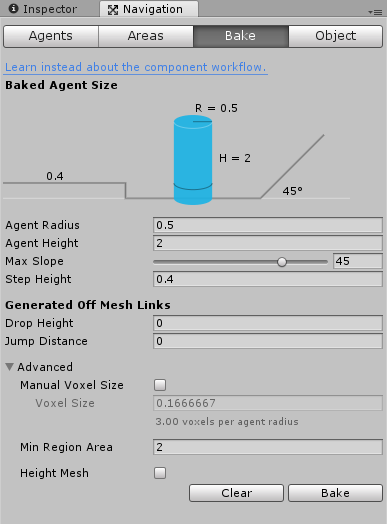 Inspector Navigation
Agents Areas Bake Object
Learn instead about the component workflow.
Baked Agent Size
R = 0.5
0.4
H = 2
45°
Agent Radius 0.5
Agent Height 2
Max Slope 45
Step Height 0.4
Generated Off Mesh Links
Drop Height 0
Jump Distance 0
Advanced
Manual Voxel Size
Voxel Size 0.1666667
3.00 voxels per agent radius
Min Region Area 2
Height Mesh
Clear Bake